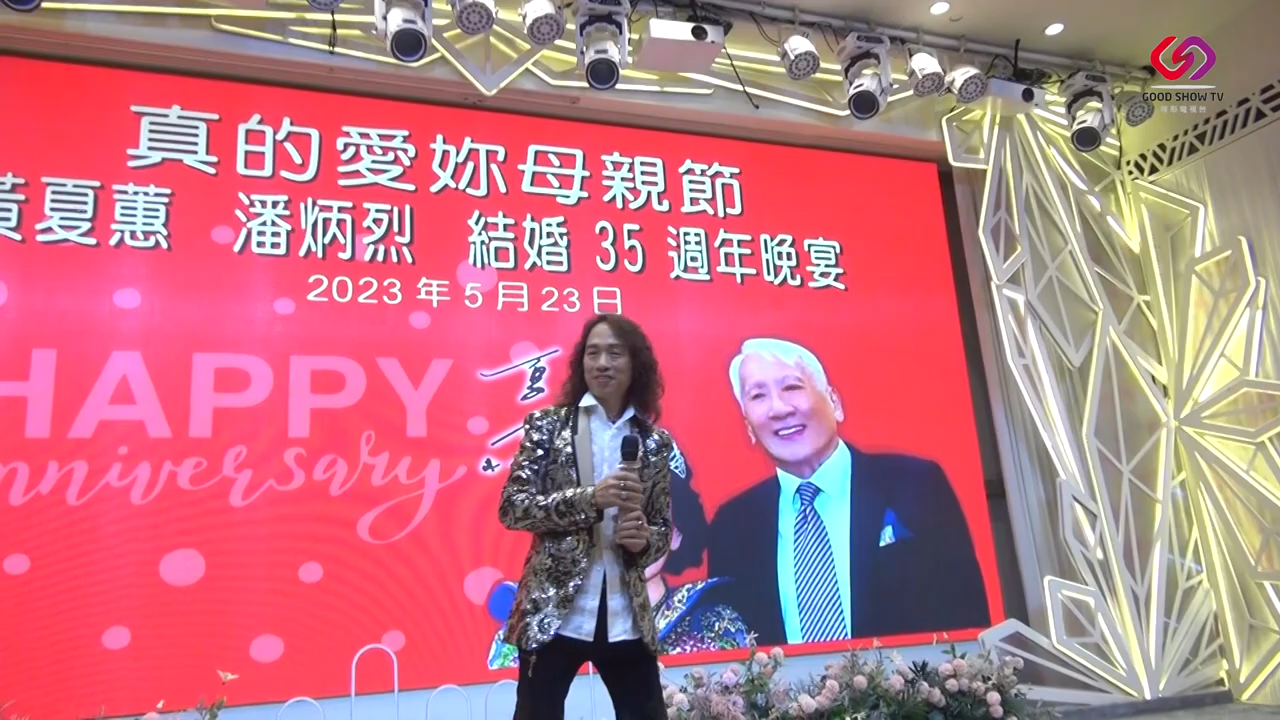 GOOD SHOW TV
真的愛妳母親節
黃夏蕙 潘炳烈 結婚 35 週年晚宴
2023 年 5 月 23 日
HAPPY
nniversary